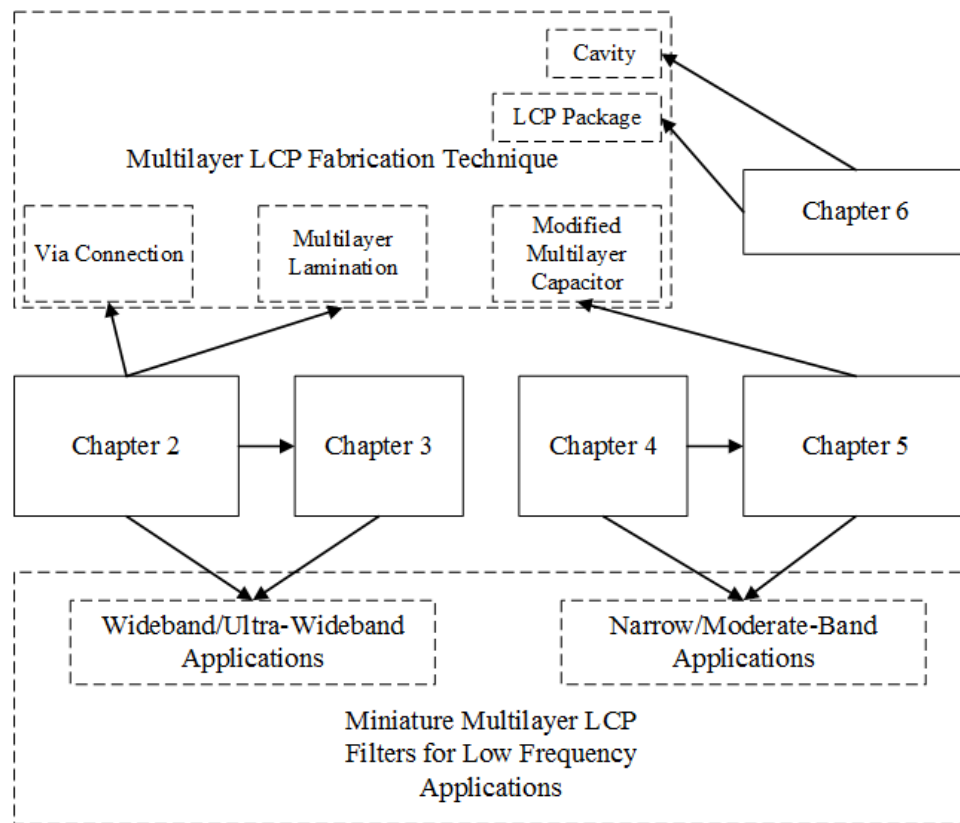 Cavity
LCP Package
Multilayer LCP Fabrication Technique
Chapter 6
Via Connection
Multilayer
Lamination
Modified
Multilayer
Capacitor
Chapter 2
Chapter 3
Chapter 4
Chapter 5
Wideband/Ultra-Wideband
Applications
Narrow/Moderate-Band
Applications
Miniature Multilayer LCP
Filters for Low Frequency
Applications